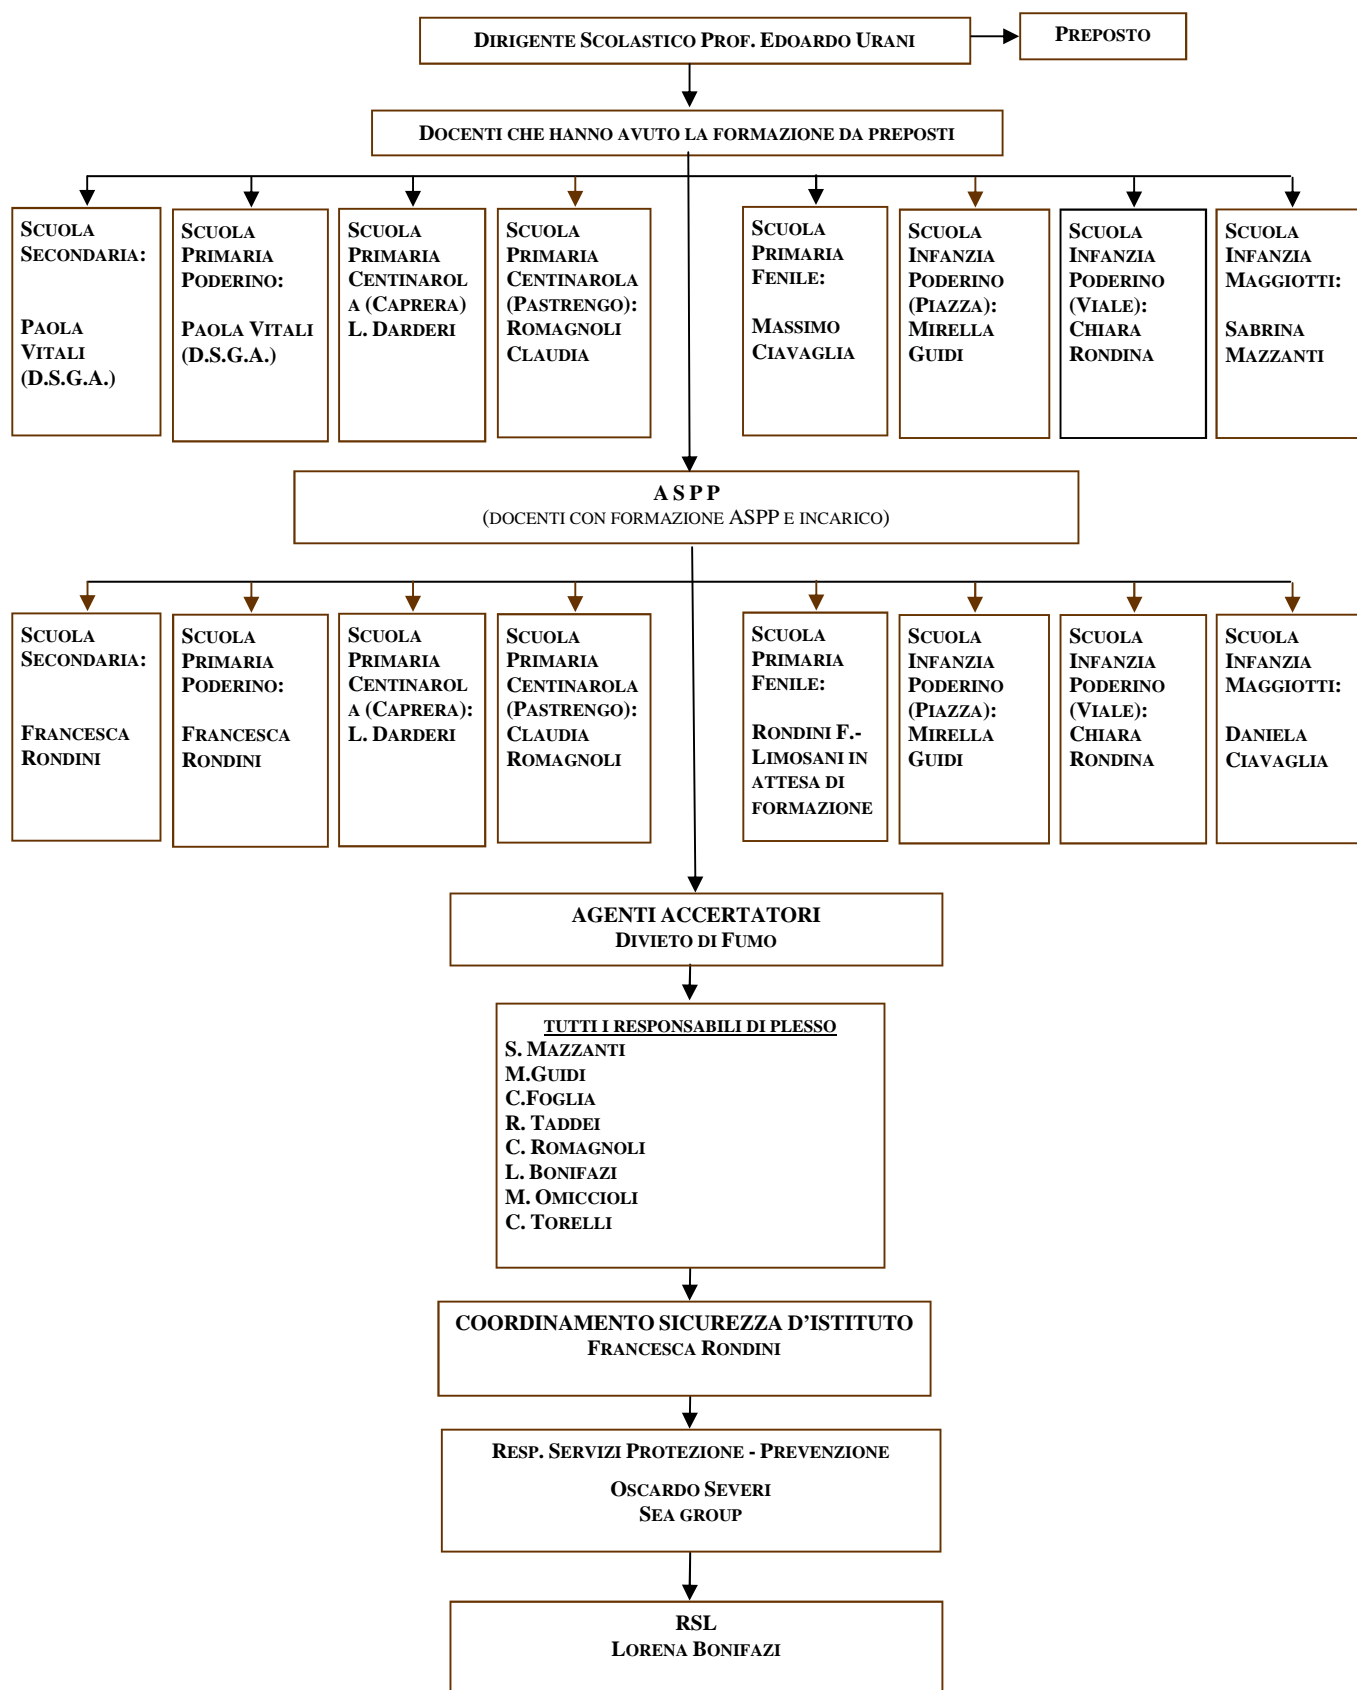 DIRIGENTE SCOLASTICO PROF. EDOARDO URANI
PREPOSTO
DOCENTI CHE HANNO AVUTO LA FORMAZIONE DA PREPOSTI
SCUOLA
SECONDARIA:
PAOLA
VITALI
(D.S.G.A.)
SCUOLA
PRIMARIA
PODERINO:
PAOLA VITALI
(D.S.G.A.)
SCUOLA
PRIMARIA
CENTINAROL
A (CAPRERA)
L. DARDERI
SCUOLA
PRIMARIA
CENTINAROLA
(PASTRENGO):
ROMAGNOLI
CLAUDIA
SCUOLA
PRIMARIA
FENILE:
MASSIMO
CIAVAGLIA
SCUOLA
INFANZIA
PODERINO
(PIAZZA):
MIRELLA
GUIDI
SCUOLA
INFANZIA
PODERINO
(VIALE):
CHIARA
RONDINA
SCUOLA
INFANZIA
MAGGIOTTI:
SABRINA
MAZZANTI
A S P P
(DOCENTI CON FORMAZIONE ASPP E INCARICO)
SCUOLA
SECONDARIA:
FRANCESCA
RONDINI
SCUOLA
PRIMARIA
PODERINO:
FRANCESCA
RONDINI
SCUOLA
PRIMARIA
CENTINAROL
A (CAPRERA):
L. DARDERI
SCUOLA
PRIMARIA
CENTINAROLA
(PASTRENGO):
CLAUDIA
ROMAGNOLI
SCUOLA
PRIMARIA
FENILE:
RONDINI F.-
LIMOSANI IN
ATTESA DI
FORMAZIONE
SCUOLA
INFANZIA
PODERINO
(PIAZZA):
MIRELLA
GUIDI
SCUOLA
INFANZIA
PODERINO
(VIALE):
CHIARA
RONDINA
SCUOLA
INFANZIA
MAGGIOTTI:
DANIELA
CIAVAGLIA
AGENTI ACCERTATORI
DIVIETO DI FUMO
TUTTI I RESPONSABILI DI PLESSO
S. MAZZANTI
M.GUIDI
C.FOGLIA
R. TADDEI
C. ROMAGNOLI
L. BONIFAZI
M. OMICCIOLI
C. TORELLI
COORDINAMENTO SICUREZZA D'ISTITUTO
FRANCESCA RONDINI
RESP. SERVIZI PROTEZIONE - PREVENZIONE
OSCARDO SEVERI
SEA GROUP
RSL
LORENA BONIFAZI